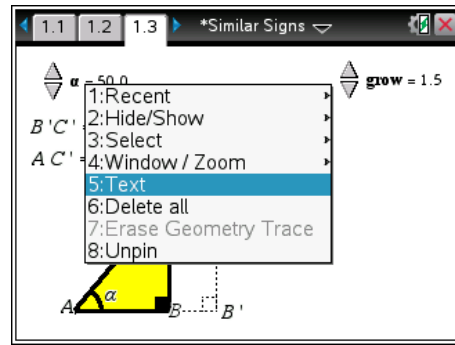 1.1 1.2 1.3 *Similar Signs
α = 50.0 grow = 1.5
1:Recent
B'C' =
2:Hide/Show
3:Select
A C' =
4:Window / Zoom
5:Text
6:Delete all
7:Erase Geometry Trace
8:Unpin
A α B B'